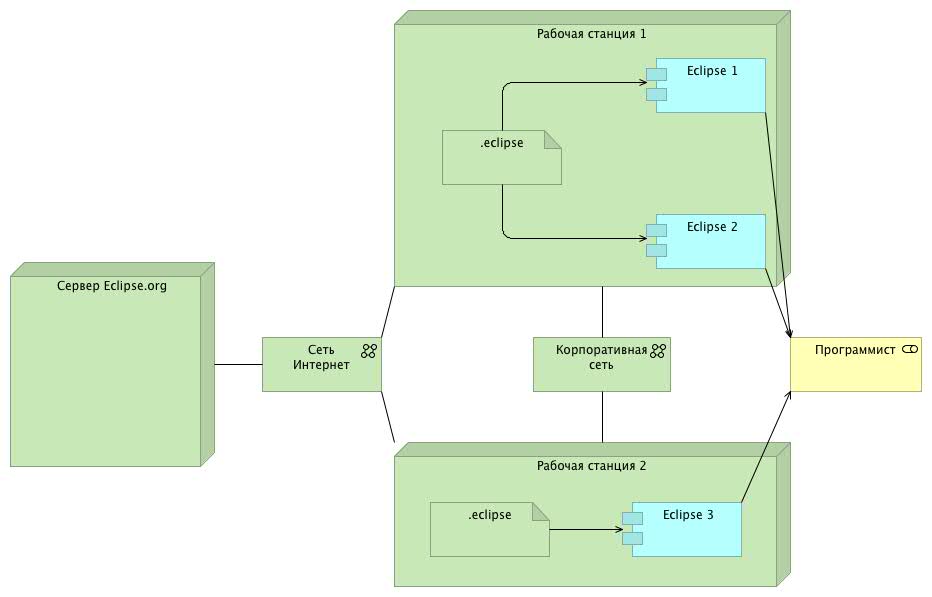 Рабочая станция 1
Eclipse 1
.eclipse
Eclipse 2
Сервер Eclipse.org
Сеть
Интернет
Корпоративная
сеть
Программист
Рабочая станция 2
.eclipse
Eclipse 3